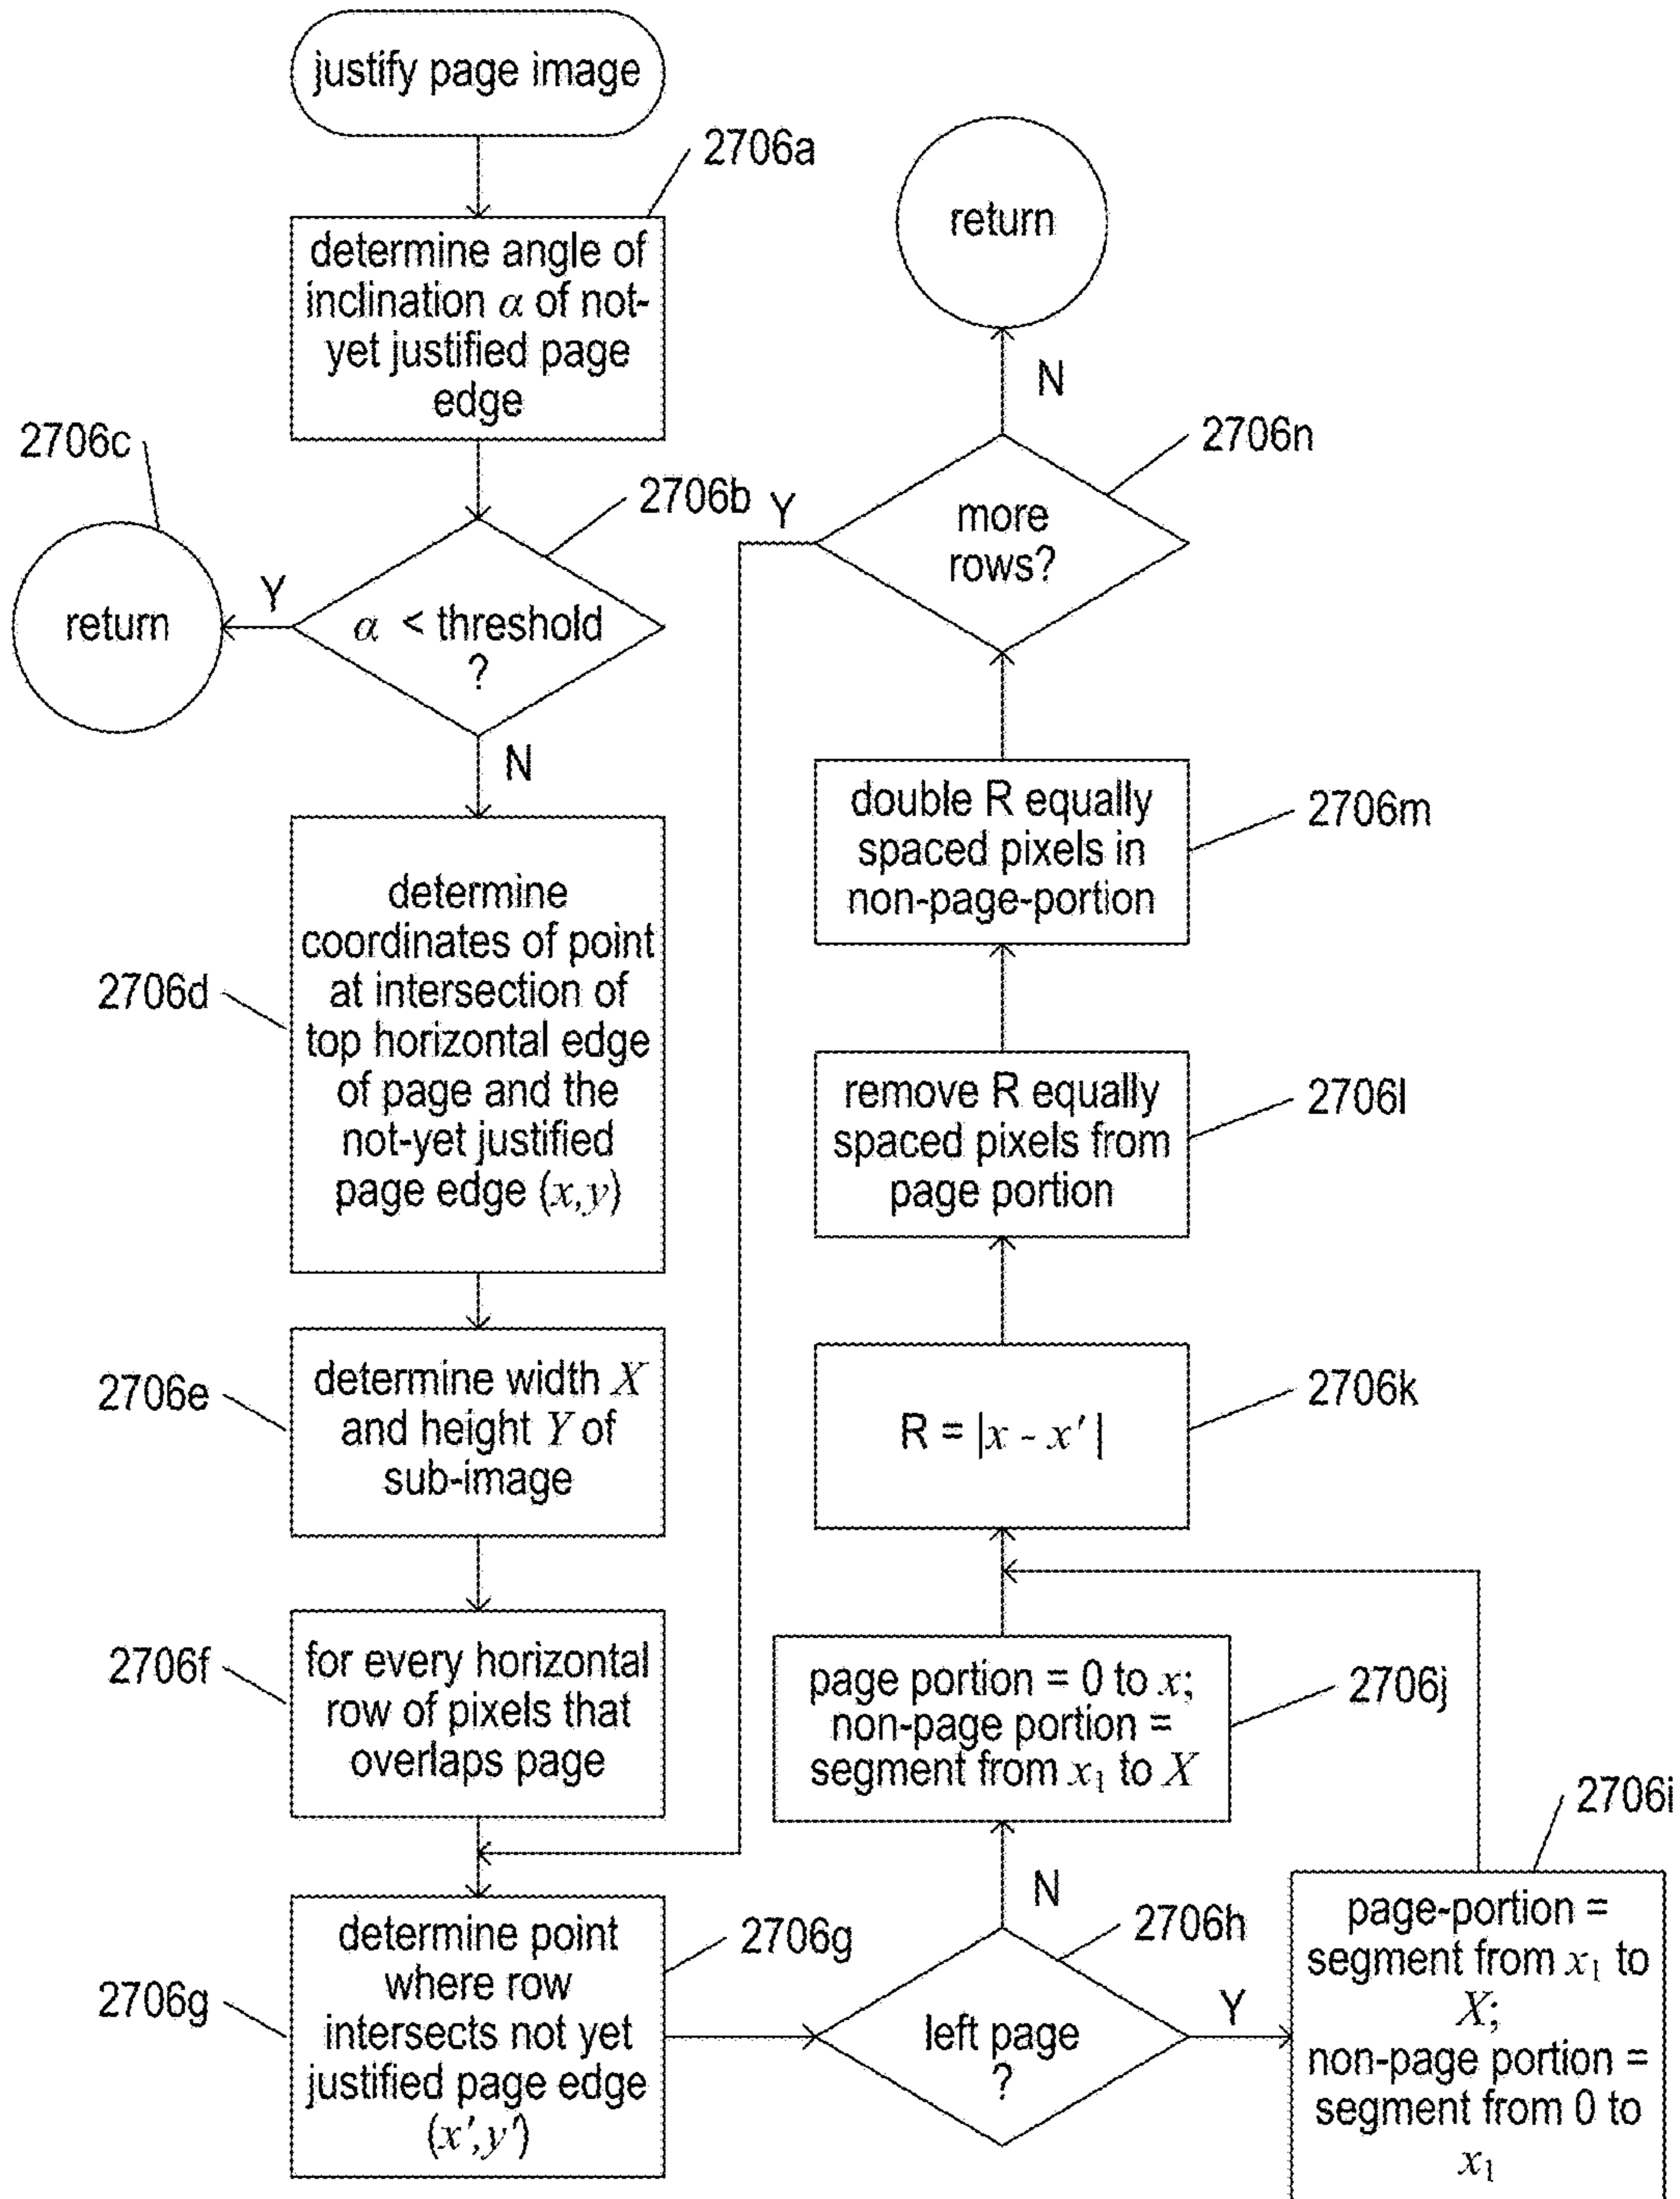 justify page image
2706a
determine angle of
inclination α of not-
yet justified page
edge
2706c
return
Y
2706b
α < threshold
?
N
2706d
determine
coordinates of point
at intersection of
top horizontal edge
of page and the
not-yet justified
page edge (x,y)
2706e
determine width X
and height Y of
sub-image
2706f
for every horizontal
row of pixels that
overlaps page
2706g
determine point
where row
intersects not yet
justified page edge
(x′,y′)
2706g
2706h
left page
?
Y
N
2706i
page-portion =
segment from x₁ to
X;
non-page portion =
segment from 0 to
x₁
2706j
page portion = 0 to x;
non-page portion =
segment from x₁ to X
2706k
R = |x - x′|
2706l
remove R equally
spaced pixels from
page portion
2706m
double R equally
spaced pixels in
non-page-portion
2706n
more
rows?
Y
N
return